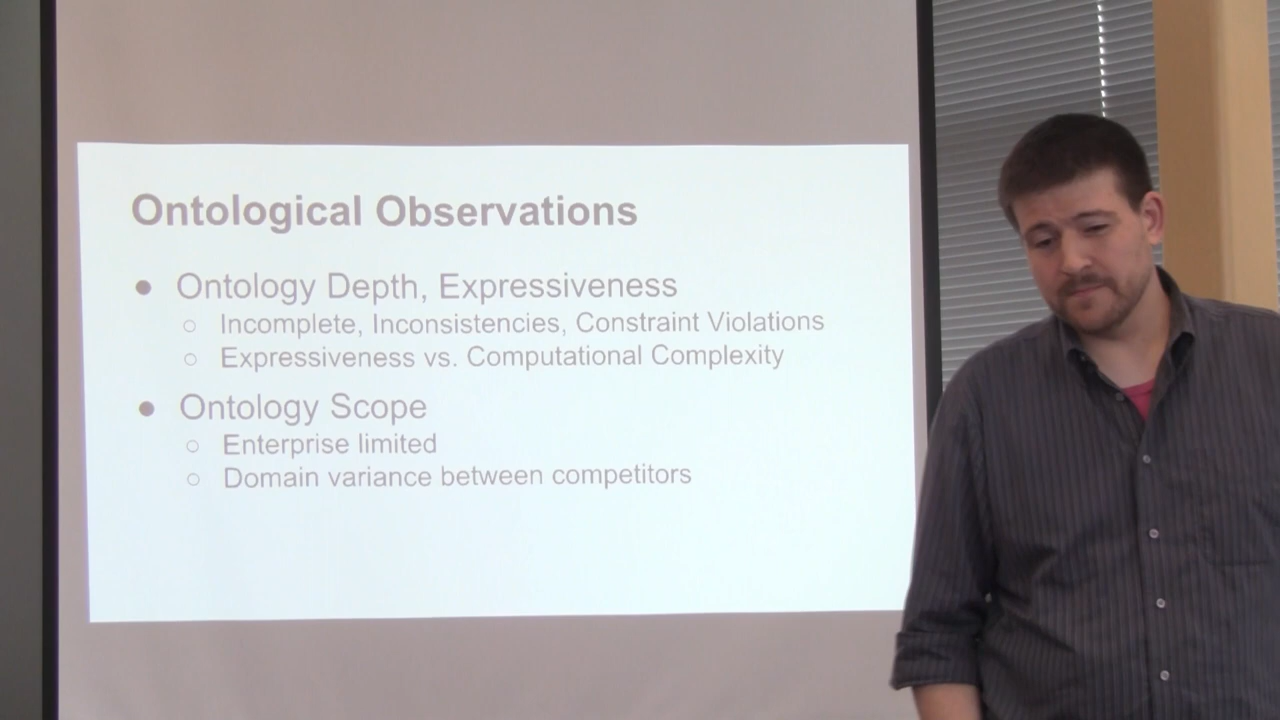 Ontological Observations
● Ontology Depth, Expressiveness
○ Incomplete, Inconsistencies, Constraint Violations
○ Expressiveness vs. Computational Complexity
● Ontology Scope
○ Enterprise limited
○ Domain variance between competitors